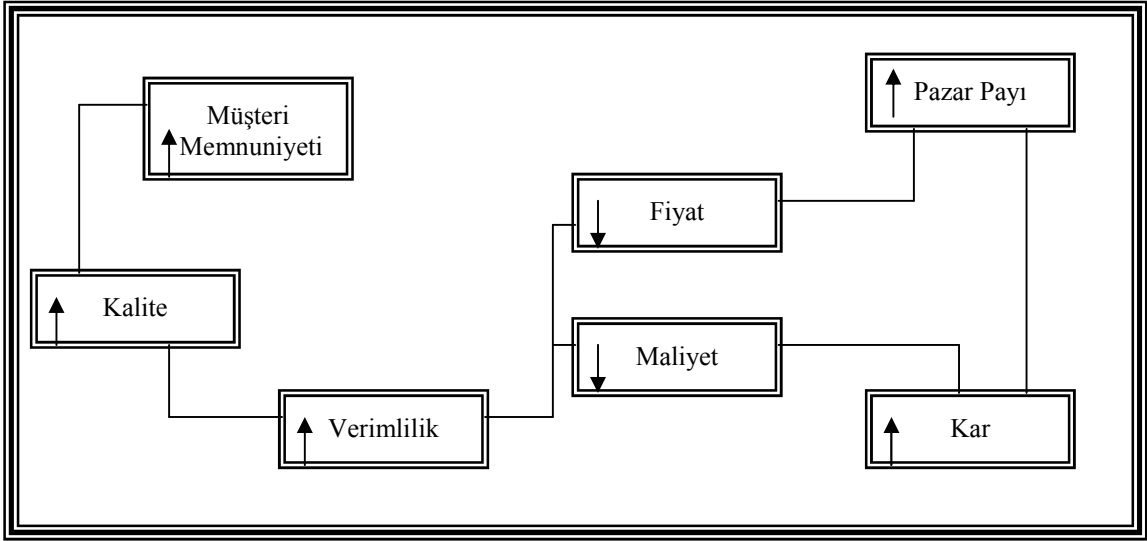 Müşteri
Memnuniyeti
Pazar Payı
Fiyat
Kalite
Maliyet
Verimlilik
Kar